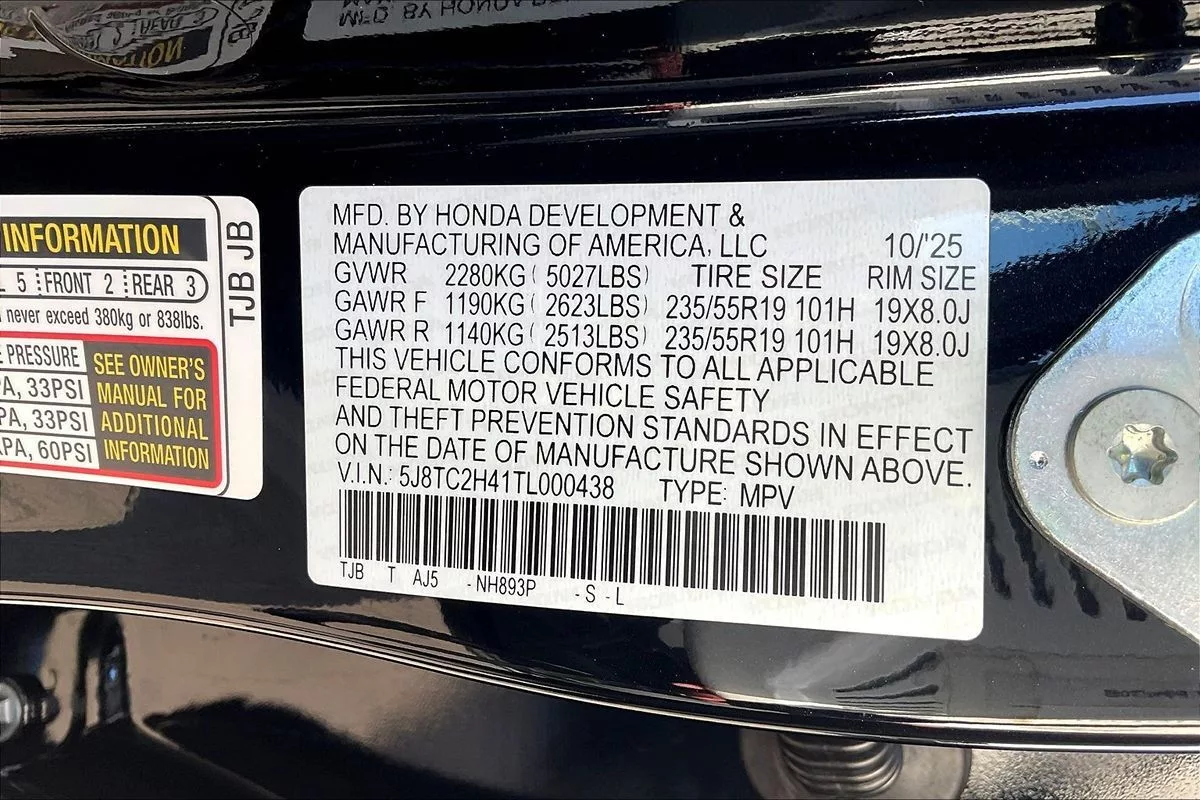 MFD. BY HONDA
INFORMATION
5 FRONT 2 REAR 3
never exceed 380kg or 838lbs.
PRESSURE
PA, 33PSI
PA, 33PSI
KPA, 60PSI
SEE OWNER'S
MANUAL FOR
ADDITIONAL
INFORMATION
TJB JB
MFD. BY HONDA DEVELOPMENT &
MANUFACTURING OF AMERICA, LLC 10/'25
GVWR 2280KG ( 5027LBS) TIRE SIZE RIM SIZE
GAWR F 1190KG ( 2623LBS) 235/55R19 101H 19X8.0J
GAWR R 1140KG ( 2513LBS) 235/55R19 101H 19X8.0J
THIS VEHICLE CONFORMS TO ALL APPLICABLE
FEDERAL MOTOR VEHICLE SAFETY
AND THEFT PREVENTION STANDARDS IN EFFECT
ON THE DATE OF MANUFACTURE SHOWN ABOVE.
V.I.N.: 5J8TC2H41TL000438 TYPE: MPV
TJB T AJ5 -NH893P -S -L